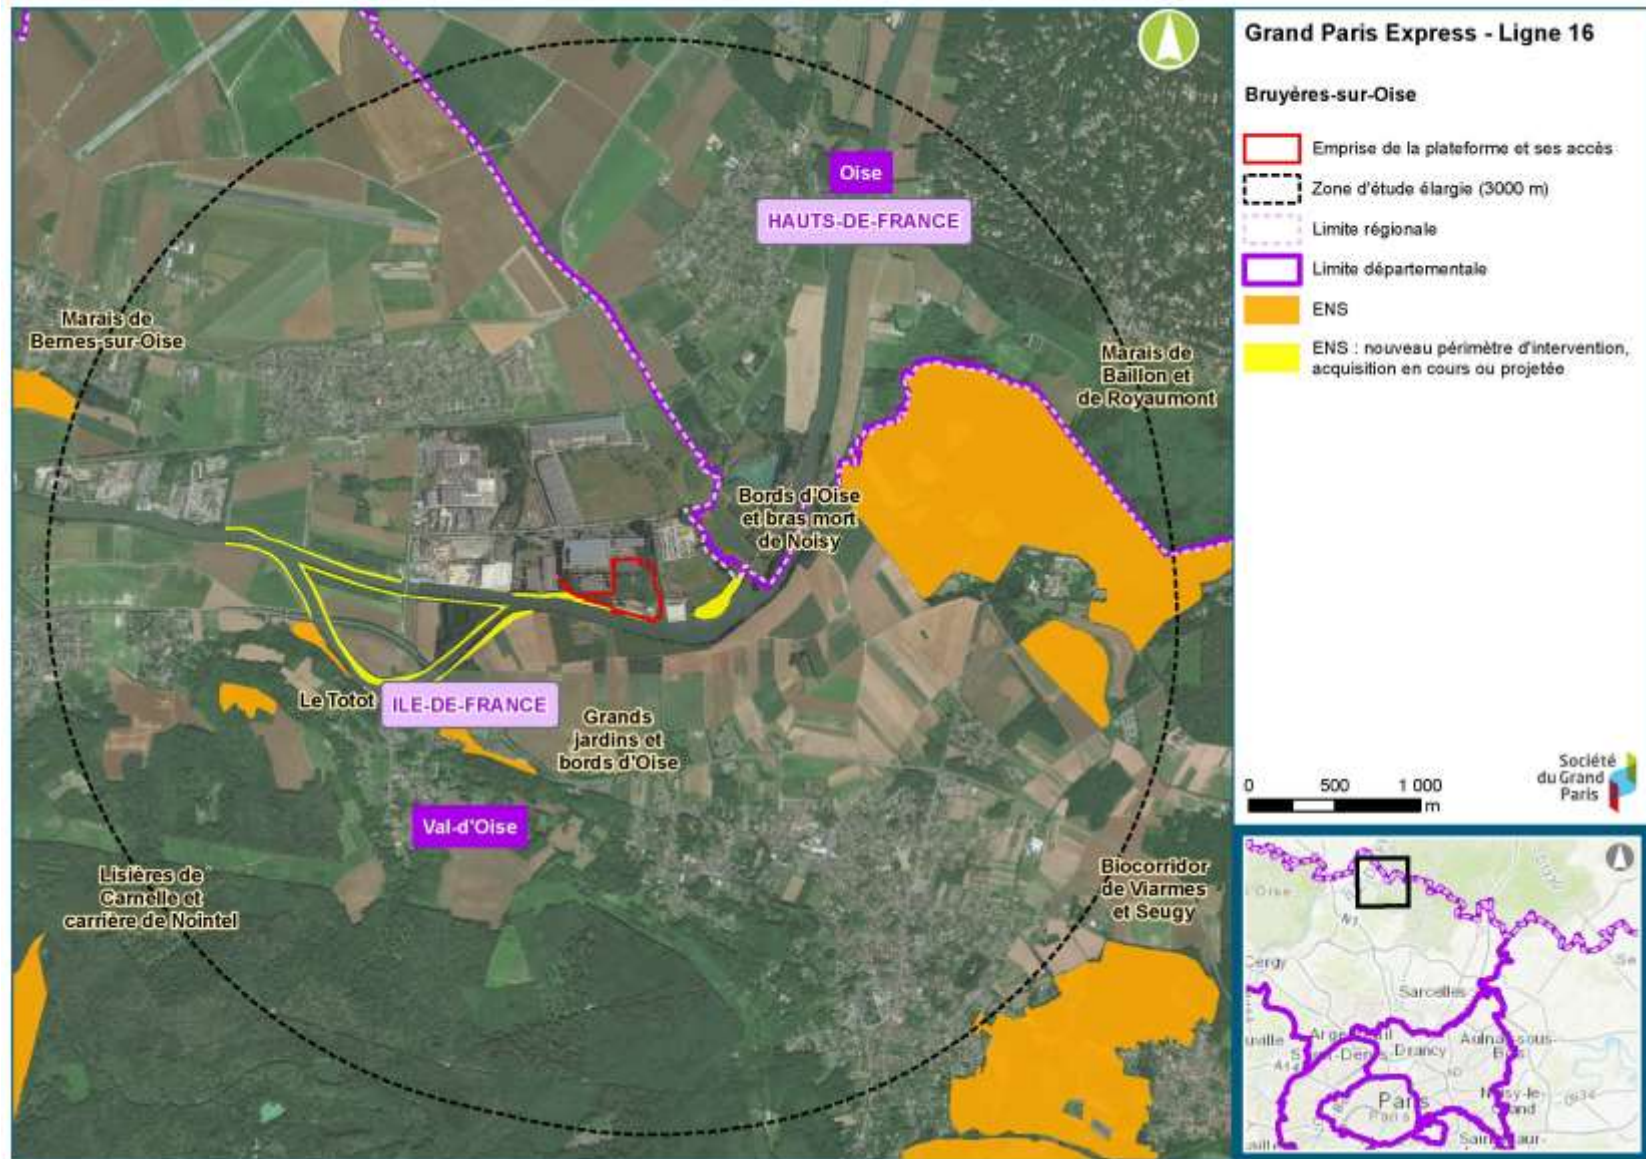 Grand Paris Express - Ligne 16
Bruyères-sur-Oise
Emprise de la plateforme et ses accès
Zone d'étude élargie (3000 m)
Limite régionale
Limite départementale
ENS
ENS : nouveau périmètre d'intervention,
acquisition en cours ou projetée
Oise
HAUTS-DE-FRANCE
Marais de
Bernes-sur-Oise
Marais de
Baillon et
de Royaumont
Bords d'Oise
et bras mort
de Noisy
Le Totot
ILE-DE-FRANCE
Grands
jardins et
bords d'Oise
Val-d'Oise
Lisières de
Carnelle et
carrière de Nointel
Biocorridor
de Viarmes
et Seugy
0 500 1 000
m
Société
du Grand
Paris
N1
Cergy
Sarcelles
Drancy
Paris
Paris